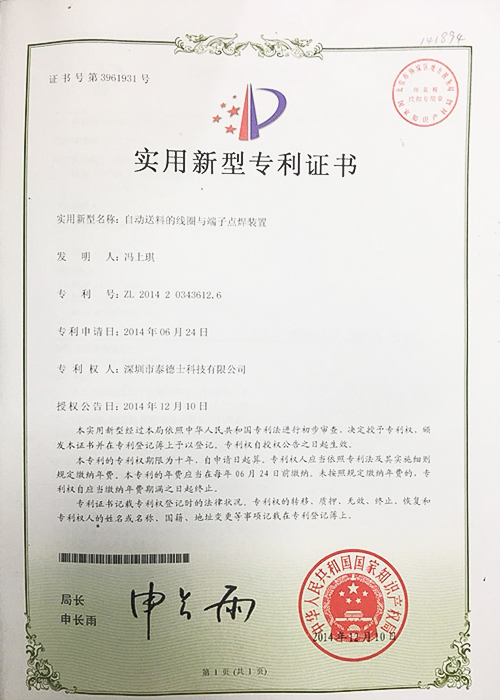 141894
证书号第3961931号
实用新型专利证书
实用新型名称：自动送料的线圈与端子点焊装置
发 明 人：冯上琪
专 利 号：ZL 2014 2 0343612.6
专利申请日：2014年06月24日
专 利 权 人：深圳市泰德士科技有限公司
授权公告日：2014年12月10日
本实用新型经过本局依照中华人民共和国专利法进行初步审查，决定授予专利权，颁
发本证书并在专利登记簿上予以登记。专利权自授权公告之日起生效。
本专利的专利权期限为十年，自申请日起算。专利权人应当依照专利法及其实施细则
规定缴纳年费。本专利的年费应当在每年06月24日前缴纳。未按照规定缴纳年费的，专
利权自应当缴纳年费期满之日起终止。
专利证书记载专利权登记时的法律状况。专利权的转移、质押、无效、终止、恢复和
专利权人的姓名或名称、国籍、地址变更等事项记载在专利登记簿上。
局长
申长雨
申长雨
中华人民共和国国家知识产权局
2014年12月10日
第1页(共1页)